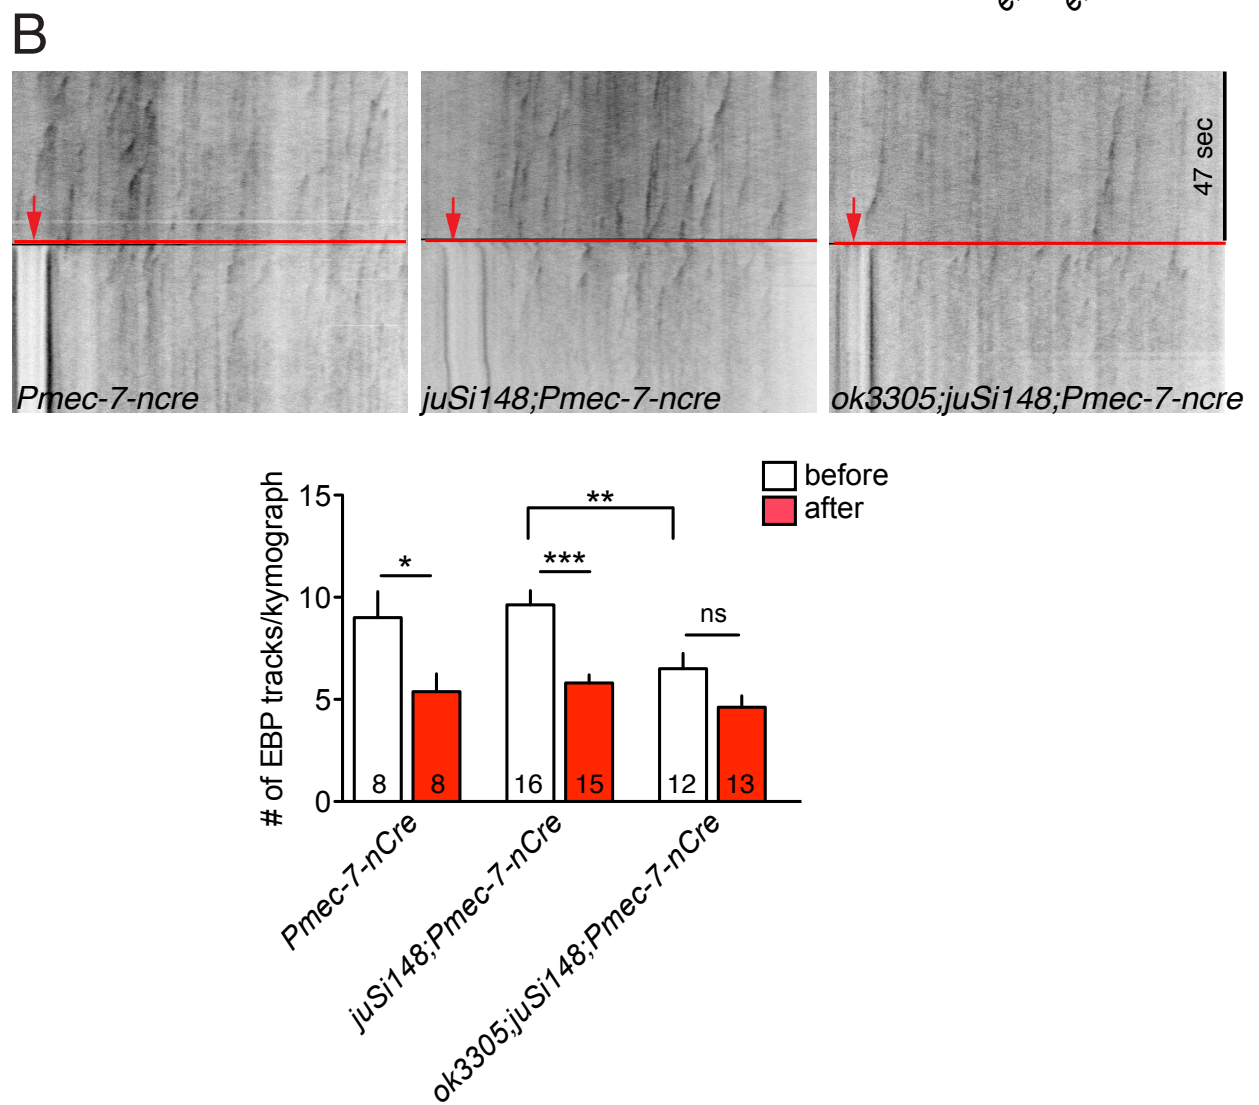 B
47 sec
Pmec-7-ncre
juSi148;Pmec-7-ncre
ok3305;juSi148;Pmec-7-ncre
before
after
# of EBP tracks/kymograph
15
10
5
0
*
**
***
ns
8
8
16
15
12
13
Pmec-7-nCre
juSi148;Pmec-7-nCre
ok3305;juSi148;Pmec-7-nCre